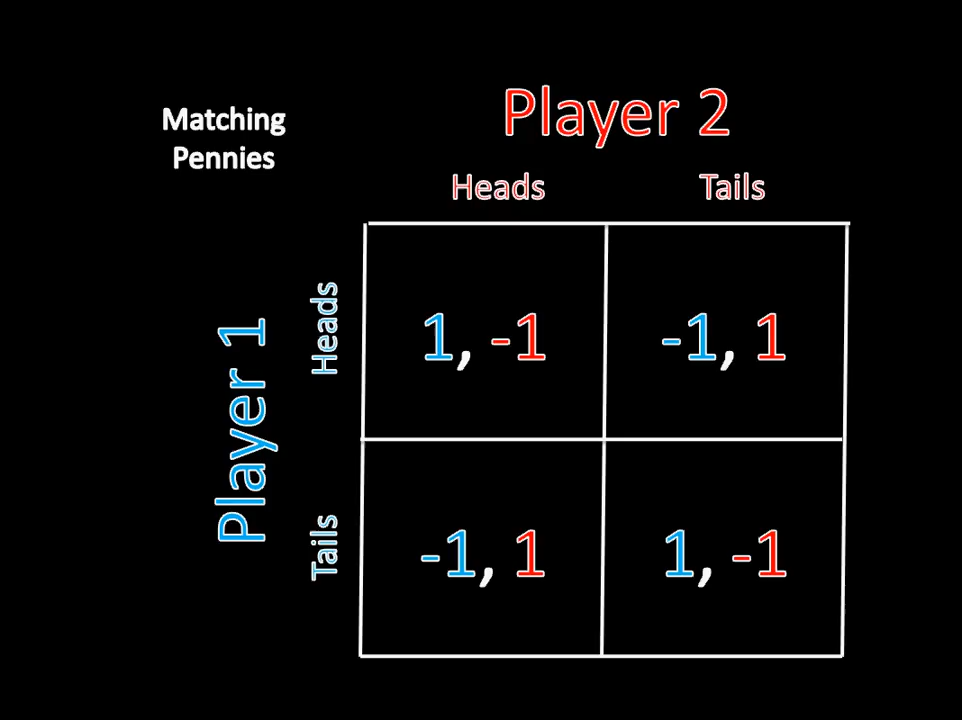 Matching
Pennies
Player 2
Heads
Tails
Player 1
Heads
1, -1
-1, 1
Tails
-1, 1
1, -1